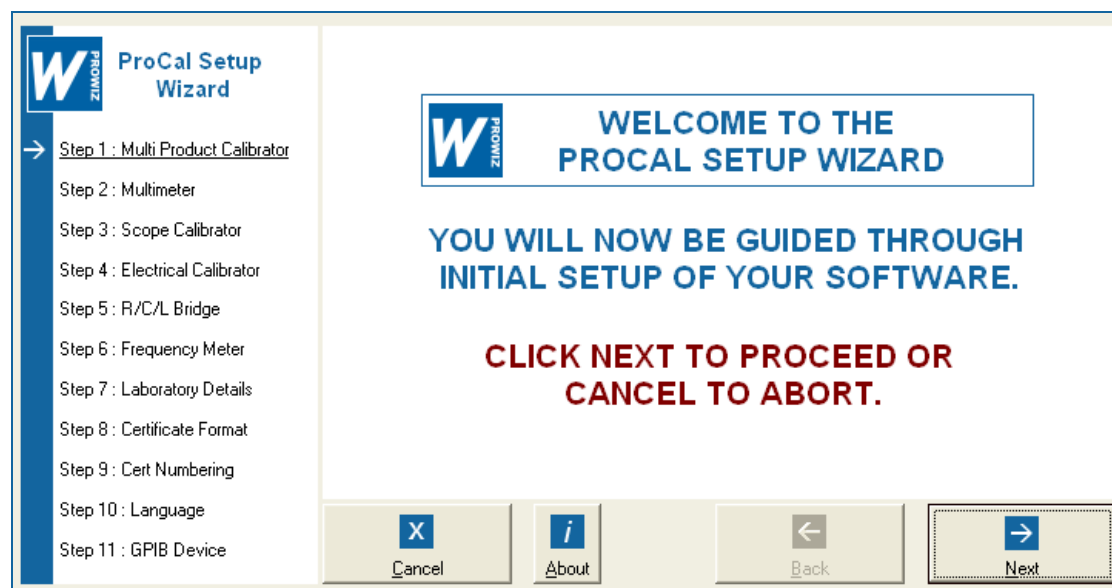 W PROWIZ
ProCal Setup
Wizard
Step 1 : Multi Product Calibrator
Step 2 : Multimeter
Step 3 : Scope Calibrator
Step 4 : Electrical Calibrator
Step 5 : R/C/L Bridge
Step 6 : Frequency Meter
Step 7 : Laboratory Details
Step 8 : Certificate Format
Step 9 : Cert Numbering
Step 10 : Language
Step 11 : GPIB Device
W PROWIZ
WELCOME TO THE
PROCAL SETUP WIZARD
YOU WILL NOW BE GUIDED THROUGH
INITIAL SETUP OF YOUR SOFTWARE.
CLICK NEXT TO PROCEED OR
CANCEL TO ABORT.
X
Cancel
i
About
Back
Next